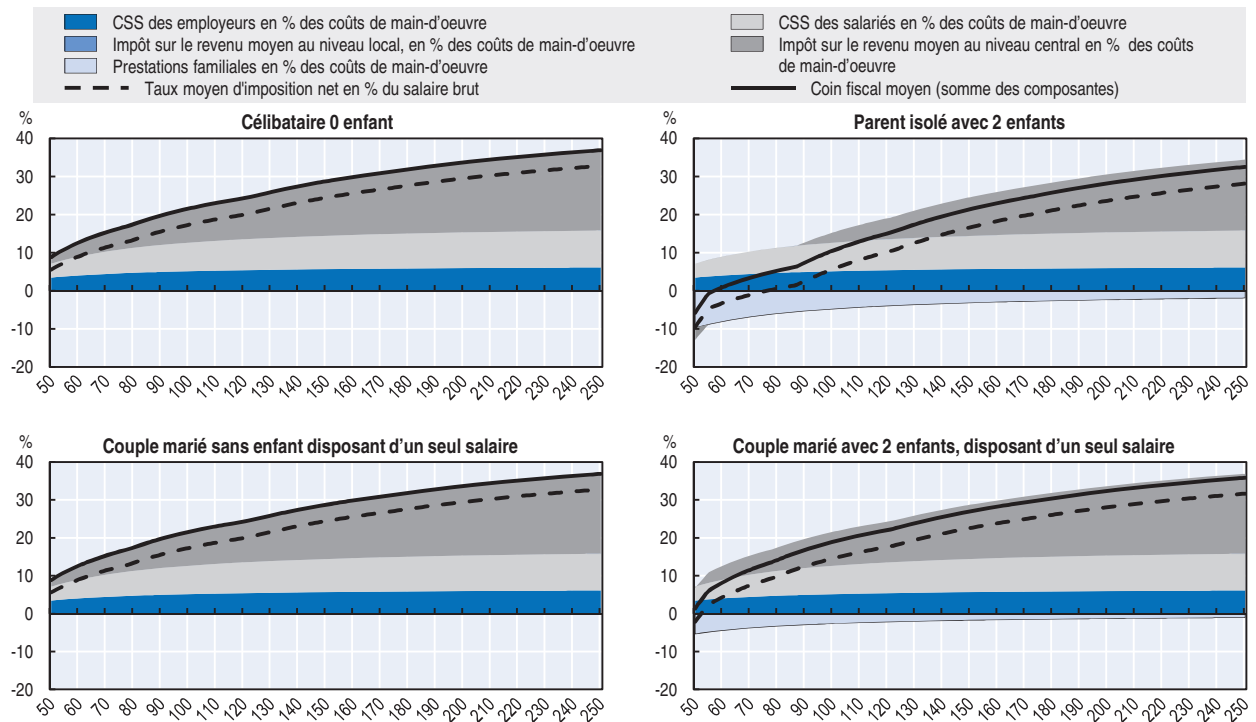 CSS des employeurs en % des coûts de main-d'oeuvre
Impôt sur le revenu moyen au niveau local, en % des coûts de main-d'oeuvre
Prestations familiales en % des coûts de main-d'oeuvre
Taux moyen d'imposition net en % du salaire brut
CSS des salariés en % des coûts de main-d'oeuvre
Impôt sur le revenu moyen au niveau central en % des coûts
de main-d'oeuvre
Coin fiscal moyen (somme des composantes)
%
Célibataire 0 enfant
40
30
20
10
0
-10
-20
50 60 70 80 90 100 110 120 130 140 150 160 170 180 190 200 210 220 230 240 250
%
Parent isolé avec 2 enfants
40
30
20
10
0
-10
-20
50 60 70 80 90 100 110 120 130 140 150 160 170 180 190 200 210 220 230 240 250
%
Couple marié sans enfant disposant d'un seul salaire
40
30
20
10
0
-10
-20
50 60 70 80 90 100 110 120 130 140 150 160 170 180 190 200 210 220 230 240 250
%
Couple marié avec 2 enfants, disposant d'un seul salaire
40
30
20
10
0
-10
-20
50 60 70 80 90 100 110 120 130 140 150 160 170 180 190 200 210 220 230 240 250